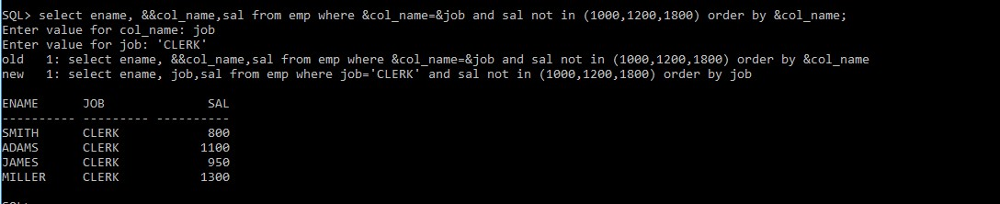 SQL> select ename, &&col_name,sal from emp where &col_name=&job and sal not in (1000,1200,1800) order by &col_name;
Enter value for col_name: job
Enter value for job: 'CLERK'
old   1: select ename, &&col_name,sal from emp where &col_name=&job and sal not in (1000,1200,1800) order by &col_name
new   1: select ename, job,sal from emp where job='CLERK' and sal not in (1000,1200,1800) order by job
ENAME      JOB              SAL
---------- --------- ----------
SMITH      CLERK            800
ADAMS      CLERK           1100
JAMES      CLERK            950
MILLER     CLERK           1300